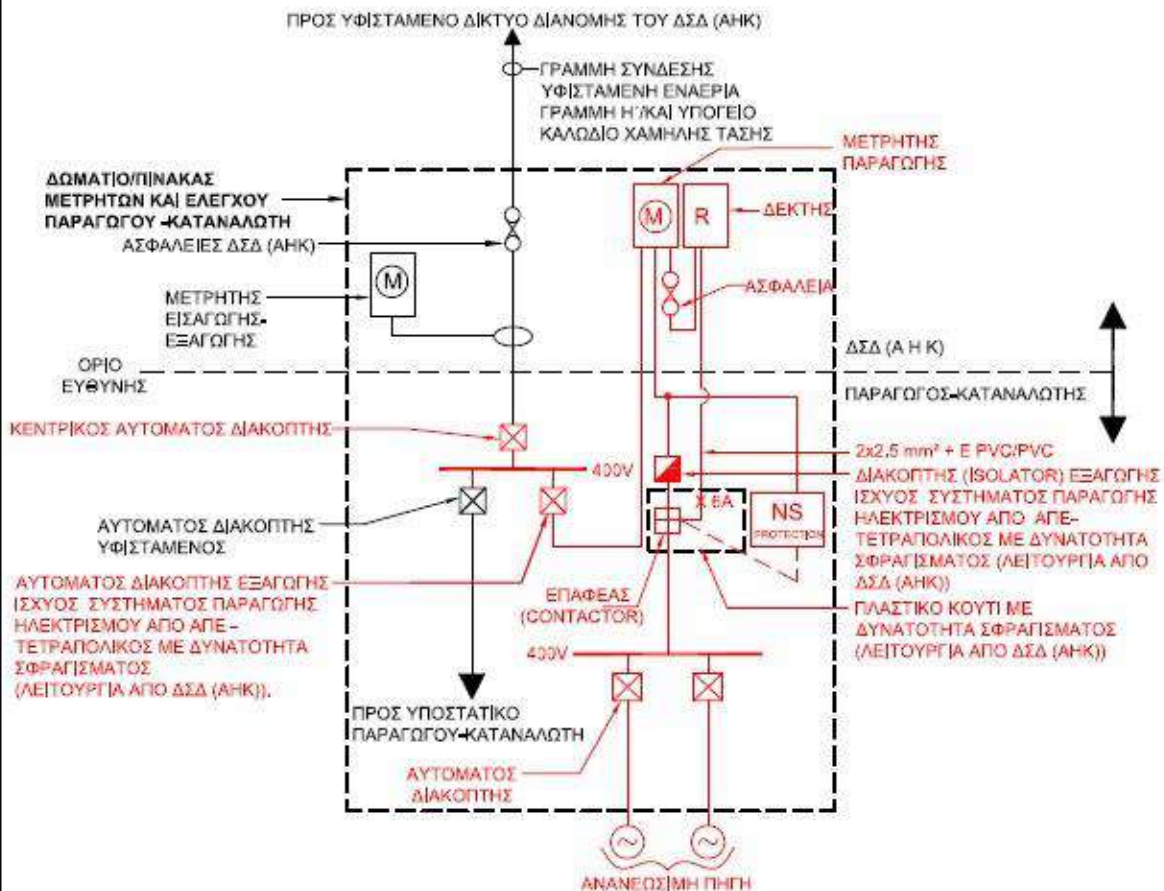 ΠΡΟΣ ΥΦΙΣΤΑΜΕΝΟ ΔΙΚΤΥΟ ΔΙΑΝΟΜΗΣ ΤΟΥ ΔΣΔ (ΑΗΚ)
ΓΡΑΜΜΗ ΣΥΝΔΕΣΗΣ
ΥΦΙΣΤΑΜΕΝΗ ΕΝΑΕΡΙΑ
ΓΡΑΜΜΗ Η΄/ΚΑΙ ΥΠΟΓΕΙΟ
ΚΑΛΩΔΙΟ ΧΑΜΗΛΗΣ ΤΑΣΗΣ
ΜΕΤΡΗΤΗΣ
ΠΑΡΑΓΩΓΗΣ
ΔΩΜΑΤΙΟ/ΠΙΝΑΚΑΣ
ΜΕΤΡΗΤΩΝ ΚΑΙ ΕΛΕΓΧΟΥ
ΠΑΡΑΓΩΓΟΥ -ΚΑΤΑΝΑΛΩΤΗ
ΑΣΦΑΛΕΙΕΣ ΔΣΔ (ΑΗΚ)
M
R
ΔΕΚΤΗΣ
M
ΑΣΦΑΛΕΙΑ
ΜΕΤΡΗΤΗΣ
ΕΙΣΑΓΩΓΗΣ-
ΕΞΑΓΩΓΗΣ
ΟΡΙΟ
ΕΥΘΥΝΗΣ
ΔΣΔ (Α Η Κ)
ΠΑΡΑΓΩΓΟΣ-ΚΑΤΑΝΑΛΩΤΗΣ
ΚΕΝΤΡΙΚΟΣ ΑΥΤΟΜΑΤΟΣ ΔΙΑΚΟΠΤΗΣ
400V
2x2,5 mm² + E PVC/PVC
ΔΙΑΚΟΠΤΗΣ (ISOLATOR) ΕΞΑΓΩΓΗΣ
ΙΣΧΥΟΣ ΣΥΣΤΗΜΑΤΟΣ ΠΑΡΑΓΩΓΗΣ
ΗΛΕΚΤΡΙΣΜΟΥ ΑΠΟ ΑΠΕ-
ΤΕΤΡΑΠΟΛΙΚΟΣ ΜΕ ΔΥΝΑΤΟΤΗΤΑ
ΣΦΡΑΓΙΣΜΑΤΟΣ (ΛΕΙΤΟΥΡΓΙΑ ΑΠΟ
ΔΣΔ (ΑΗΚ))
X 6A
NS
PROTECTION
ΑΥΤΟΜΑΤΟΣ ΔΙΑΚΟΠΤΗΣ
ΥΦΙΣΤΑΜΕΝΟΣ
ΑΥΤΟΜΑΤΟΣ ΔΙΑΚΟΠΤΗΣ ΕΞΑΓΩΓΗΣ
ΙΣΧΥΟΣ ΣΥΣΤΗΜΑΤΟΣ ΠΑΡΑΓΩΓΗΣ
ΗΛΕΚΤΡΙΣΜΟΥ ΑΠΟ ΑΠΕ -
ΤΕΤΡΑΠΟΛΙΚΟΣ ΜΕ ΔΥΝΑΤΟΤΗΤΑ
ΣΦΡΑΓΙΣΜΑΤΟΣ
(ΛΕΙΤΟΥΡΓΙΑ ΑΠΟ ΔΣΔ (ΑΗΚ)).
ΕΠΑΦΕΑΣ
(CONTACTOR)
ΠΛΑΣΤΙΚΟ ΚΟΥΤΙ ΜΕ
ΔΥΝΑΤΟΤΗΤΑ ΣΦΡΑΓΙΣΜΑΤΟΣ
(ΛΕΙΤΟΥΡΓΙΑ ΑΠΟ ΔΣΔ (ΑΗΚ))
400V
ΠΡΟΣ ΥΠΟΣΤΑΤΙΚΟ
ΠΑΡΑΓΩΓΟΥ-ΚΑΤΑΝΑΛΩΤΗ
ΑΥΤΟΜΑΤΟΣ
ΔΙΑΚΟΠΤΗΣ
ΑΝΑΝΕΩΣΙΜΗ ΠΗΓΗ